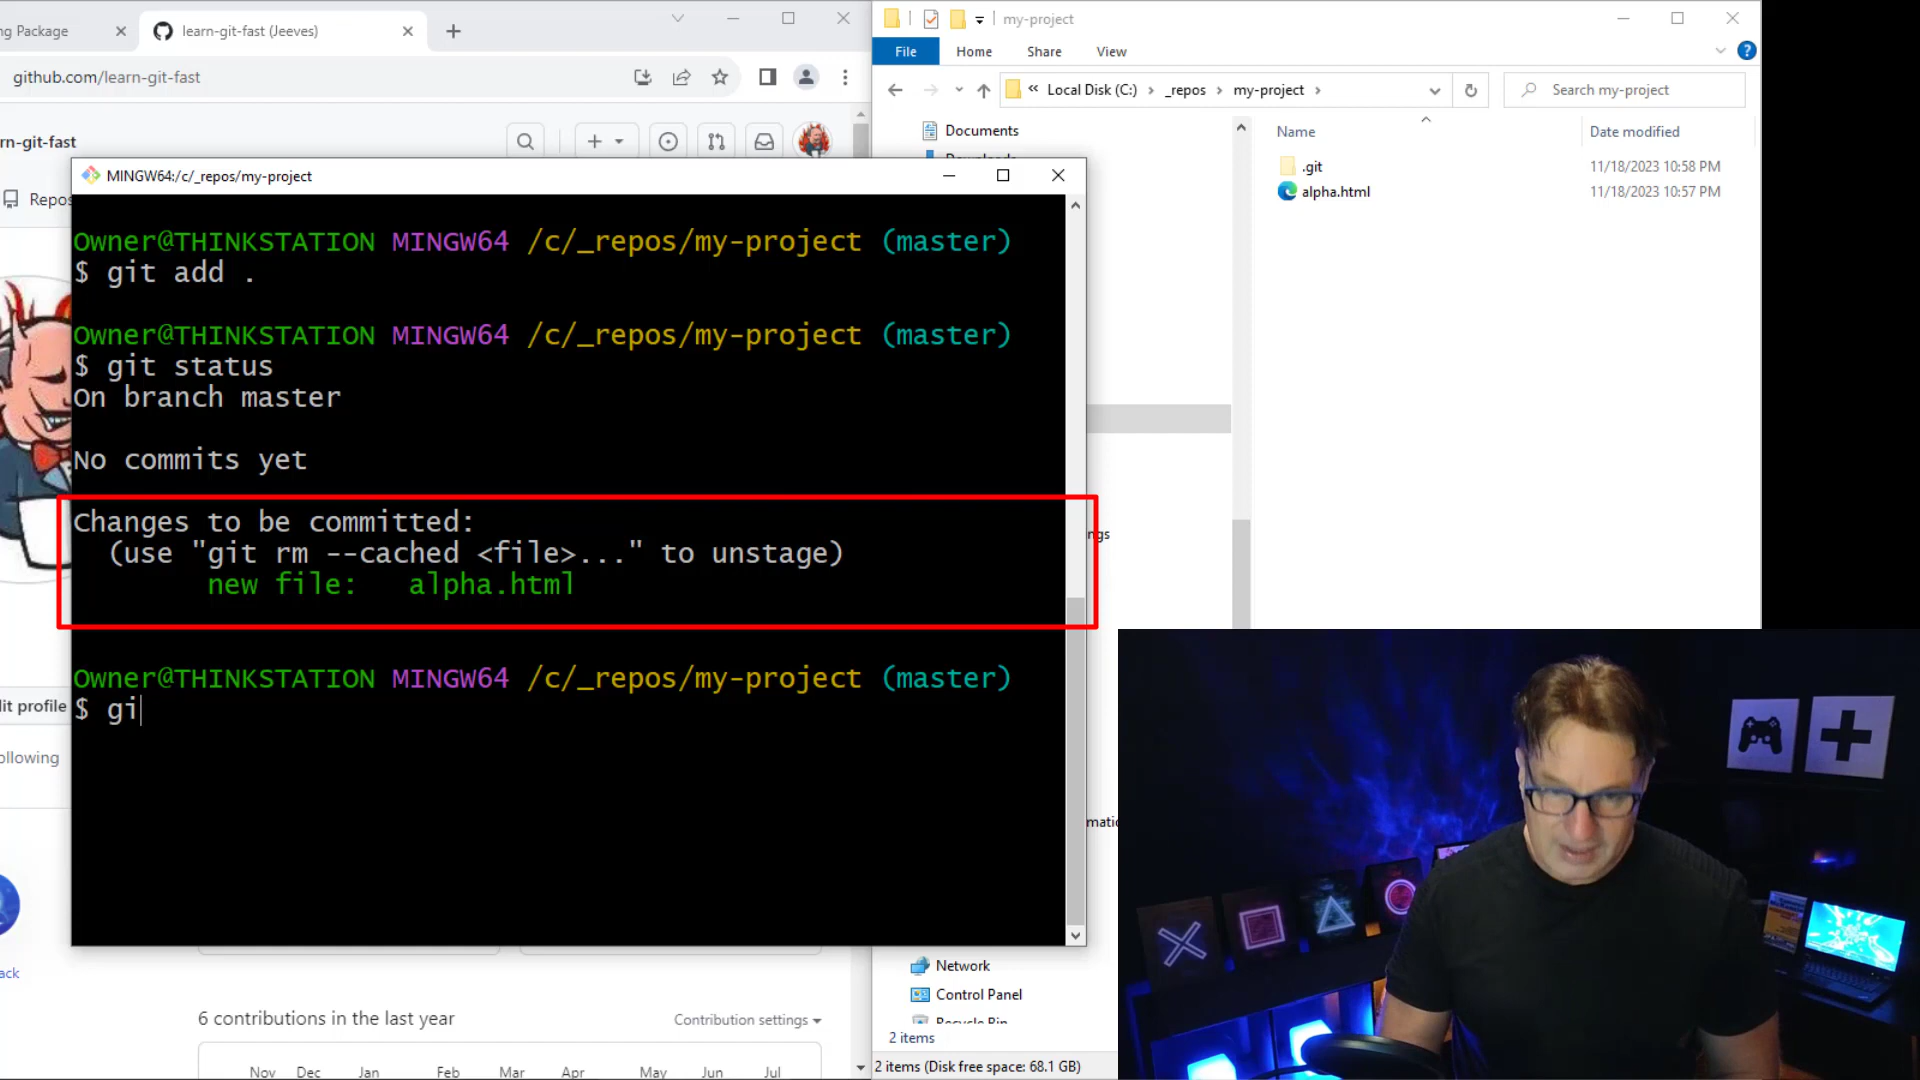 ng Package
learn-git-fast (Jeeves)
github.com/learn-git-fast
rn-git-fast
Repos
MINGW64:/c/_repos/my-project
Owner@THINKSTATION MINGW64 /c/_repos/my-project (master)
$ git add .
Owner@THINKSTATION MINGW64 /c/_repos/my-project (master)
$ git status
On branch master
No commits yet
Changes to be committed:
(use "git rm --cached <file>..." to unstage)
new file: alpha.html
Owner@THINKSTATION MINGW64 /c/_repos/my-project (master)
$ gi
dit profile
ollowing
ack
6 contributions in the last year
Contribution settings
Nov Dec Jan Feb Mar Apr May Jun Jul
my-project
File Home Share View
« Local Disk (C:) › _repos › my-project ›
Search my-project
Documents
Name Date modified
.git 11/18/2023 10:58 PM
alpha.html 11/18/2023 10:57 PM
ngs
matic
Network
Control Panel
Recycle Bin
2 items
2 items (Disk free space: 68.1 GB)